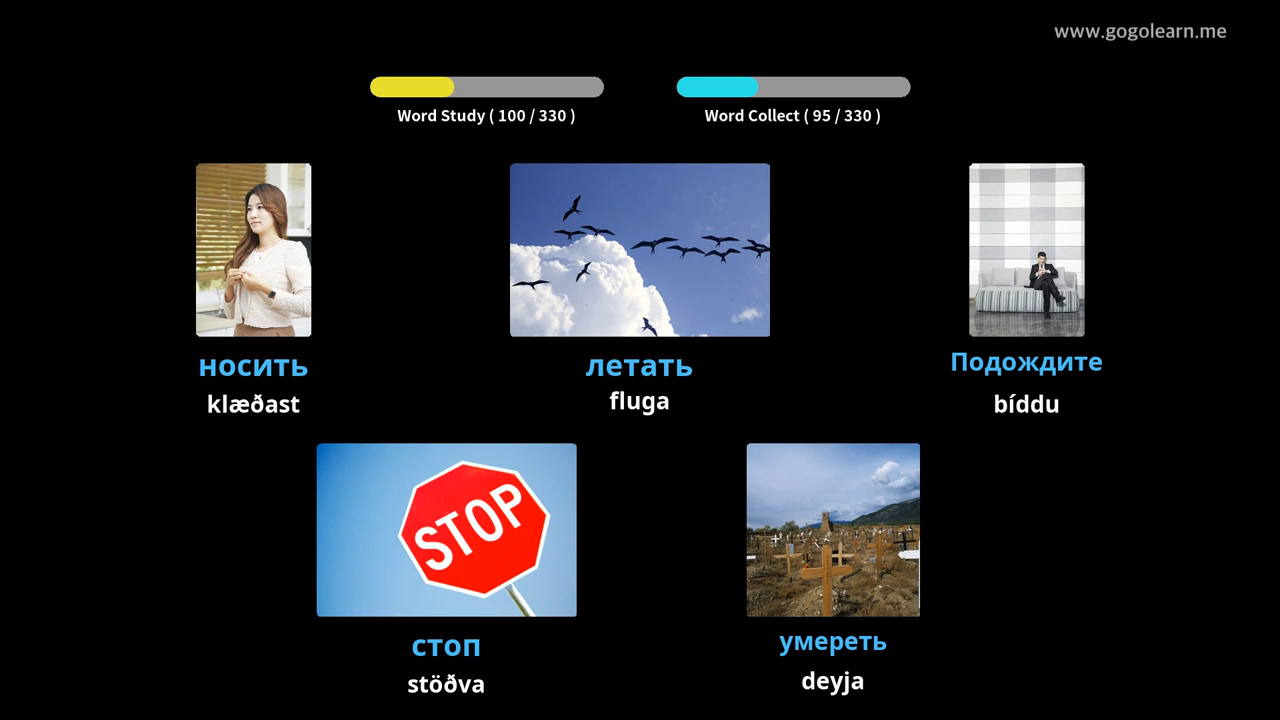 www.gogolearn.me
Word Study ( 100 / 330 )
Word Collect ( 95 / 330 )
носить
klæðast
летать
fluga
Подождите
bíddu
STOP
стоп
stöðva
умереть
deyja